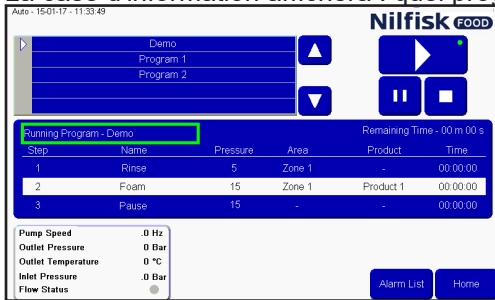 Auto - 15-01-17 - 11:33:49
Nilfisk FOOD
Demo
Program 1
Program 2
Running Program - Demo
Remaining Time - 00 m 00 s
Step Name Pressure Area Product Time
1 Rinse 5 Zone 1 - 00:00:00
2 Foam 15 Zone 1 Product 1 00:00:00
3 Pause 15 - - 00:00:00
Pump Speed .0 Hz
Outlet Pressure 0 Bar
Outlet Temperature 0 °C
Inlet Pressure .0 Bar
Flow Status
Alarm List
Home